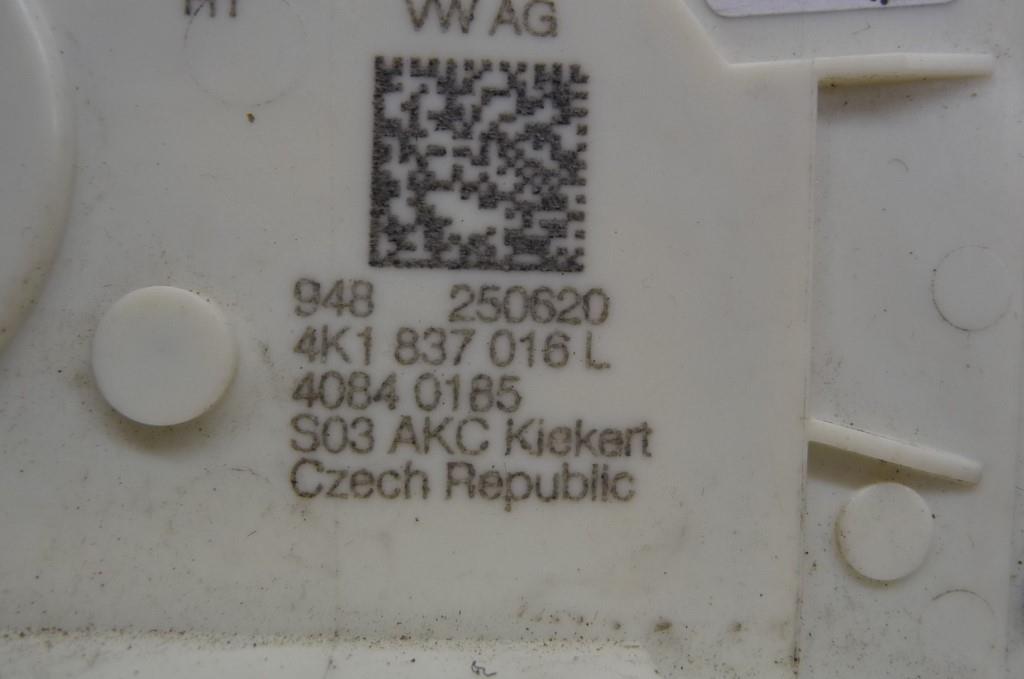 VW AG
948 250620
4K1 837 016 L
4084 0185
S03 AKC Kiekert
Czech Republic